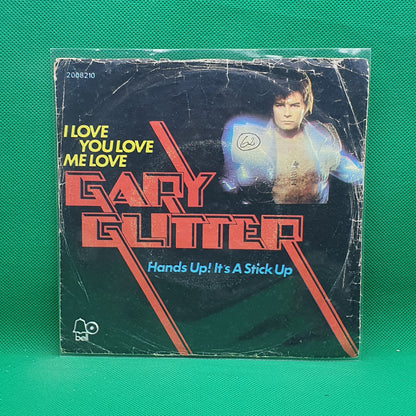 2008210
I LOVE
YOU LOVE
ME LOVE
GARY
GLITTER
Hands Up! It's A Stick Up
bell